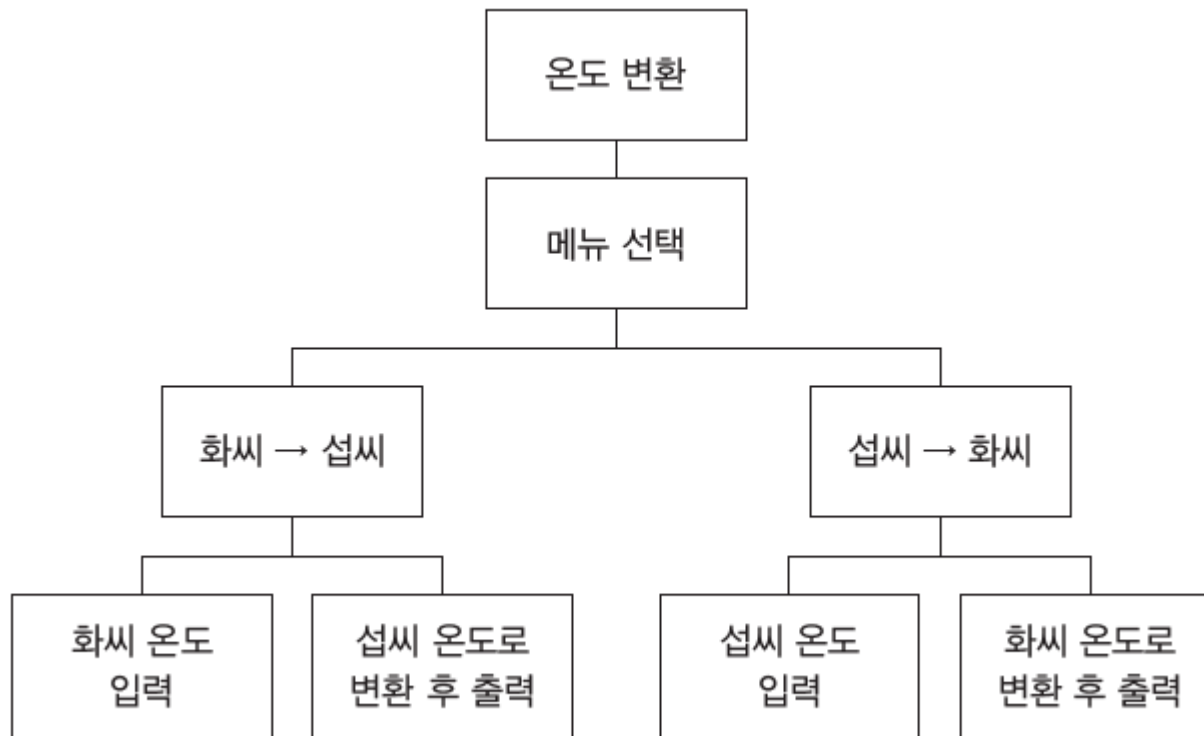 온도 변환
메뉴 선택
화씨 → 섭씨
섭씨 → 화씨
화씨 온도
입력
섭씨 온도로
변환 후 출력
섭씨 온도
입력
화씨 온도로
변환 후 출력